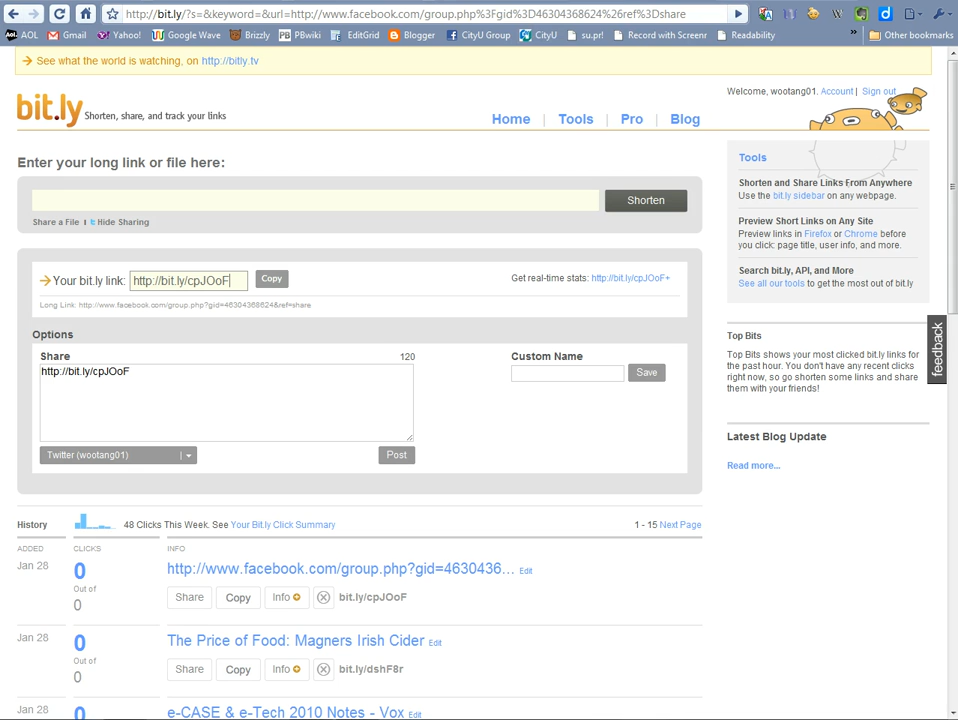 http://bit.ly/?s=&keyword=&url=http://www.facebook.com/group.php%3Fgid%3D46304368624%26ref%3Dshare
AOL Gmail Yahoo! Google Wave Brizzly PBwiki EditGrid Blogger CityU Group CityU su.pr! Record with Screenr Readability » Other bookmarks
See what the world is watching, on http://bitly.tv
Welcome, wootang01. Account | Sign out
bit.ly Shorten, share, and track your links
Home | Tools | Pro | Blog
Enter your long link or file here:
Shorten
Share a File | Hide Sharing
Your bit.ly link: http://bit.ly/cpJOoF Copy
Get real-time stats: http://bit.ly/cpJOoF+
Long Link: http://www.facebook.com/group.php?gid=46304368624&ref=share
Options
Share 120
http://bit.ly/cpJOoF
Custom Name
Save
Twitter (wootang01) Post
Tools
Shorten and Share Links From Anywhere
Use the bit.ly sidebar on any webpage.
Preview Short Links on Any Site
Preview links in Firefox or Chrome before
you click: page title, user info, and more.
Search bit.ly, API, and More
See all our tools to get the most out of bit.ly
feedback
Top Bits
Top Bits shows your most clicked bit.ly links for
the past hour. You don't have any recent clicks
right now, so go shorten some links and share
them with your friends!
Latest Blog Update
Read more...
History 48 Clicks This Week. See Your Bit.ly Click Summary 1 - 15 Next Page
ADDED CLICKS INFO
Jan 28 0 http://www.facebook.com/group.php?gid=4630436... Edit
Out of
0
Share Copy Info bit.ly/cpJOoF
Jan 28 0 The Price of Food: Magners Irish Cider Edit
Out of
0
Share Copy Info bit.ly/dshF8r
Jan 28 0 e-CASE & e-Tech 2010 Notes - Vox Edit